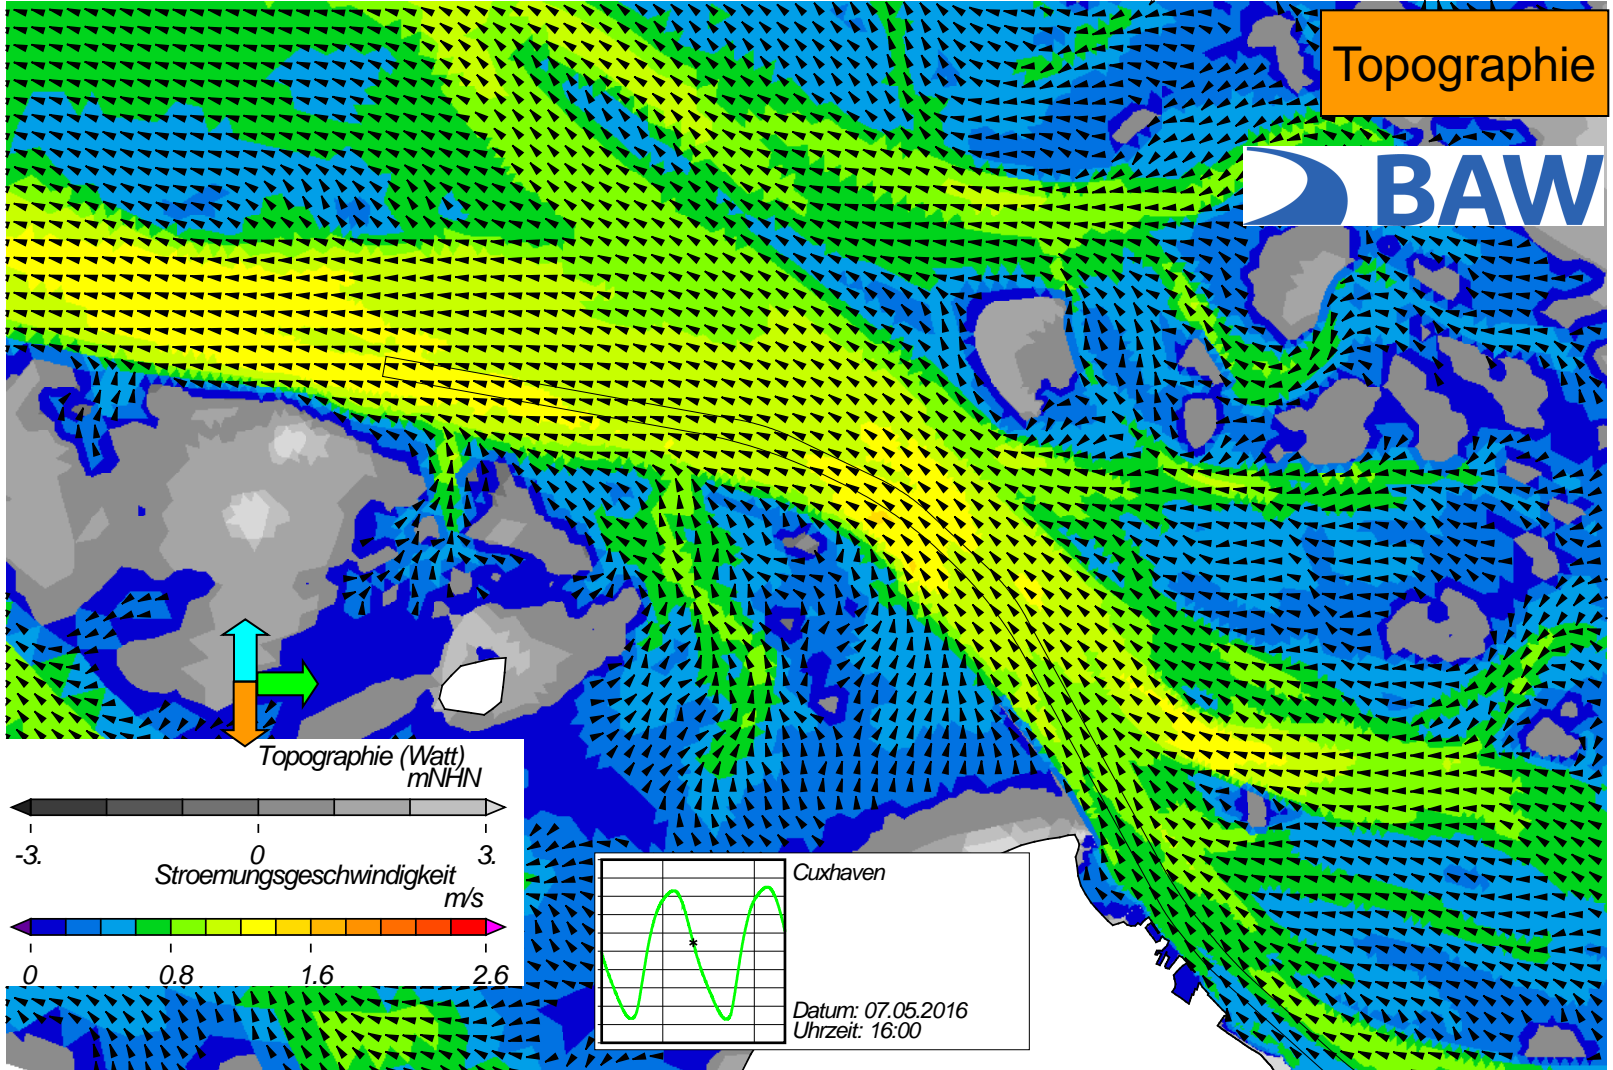 Topographie
BAW
Topographie (Watt)
mNHN
-3. 0 3.
Stroemungsgeschwindigkeit
m/s
0 0.8 1.6 2.6
Cuxhaven
Datum: 07.05.2016
Uhrzeit: 16:00